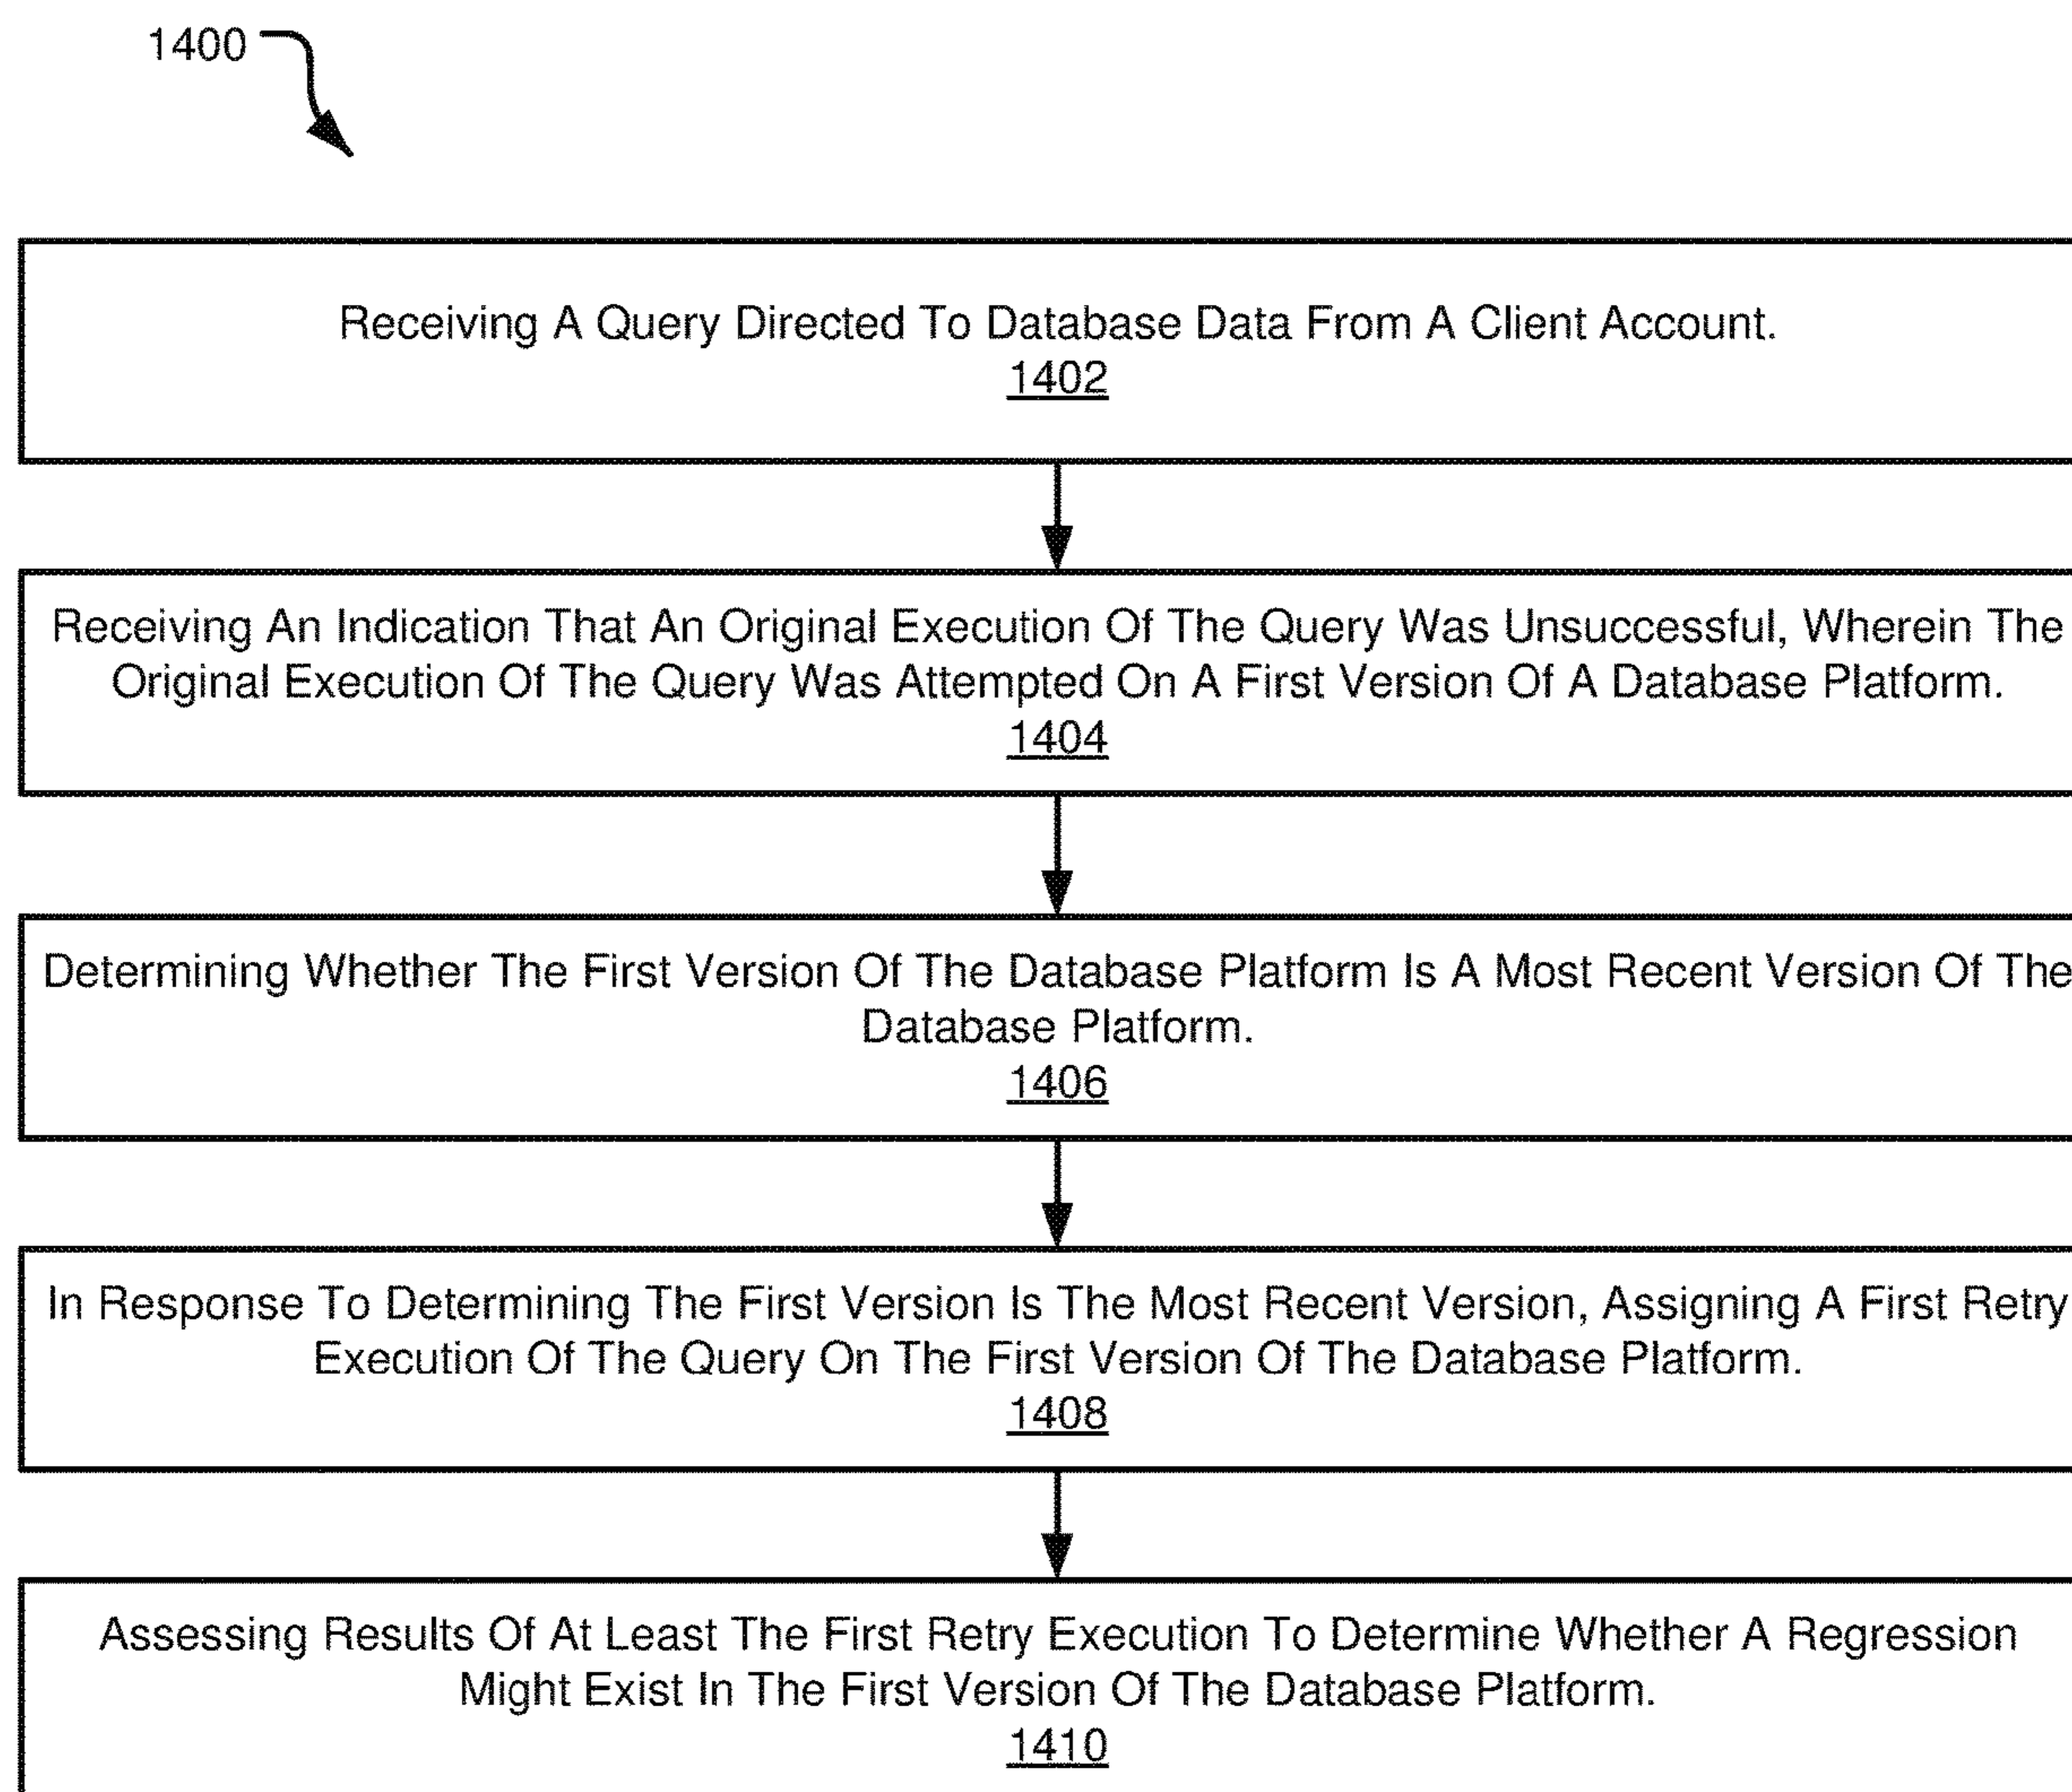 1400
Receiving A Query Directed To Database Data From A Client Account.
1402
Receiving An Indication That An Original Execution Of The Query Was Unsuccessful, Wherein The
Original Execution Of The Query Was Attempted On A First Version Of A Database Platform.
1404
Determining Whether The First Version Of The Database Platform Is A Most Recent Version Of The
Database Platform.
1406
In Response To Determining The First Version Is The Most Recent Version, Assigning A First Retry
Execution Of The Query On The First Version Of The Database Platform.
1408
Assessing Results Of At Least The First Retry Execution To Determine Whether A Regression
Might Exist In The First Version Of The Database Platform.
1410